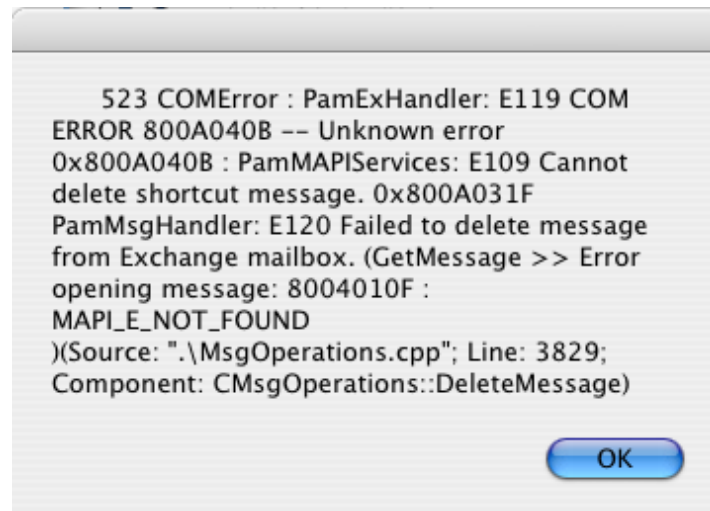 523 COMError : PamExHandler: E119 COM
ERROR 800A040B -- Unknown error
0x800A040B : PamMAPIServices: E109 Cannot
delete shortcut message. 0x800A031F
PamMsgHandler: E120 Failed to delete message
from Exchange mailbox. (GetMessage >> Error
opening message: 8004010F :
MAPI_E_NOT_FOUND
)(Source: ".\MsgOperations.cpp"; Line: 3829;
Component: CMsgOperations::DeleteMessage)
OK